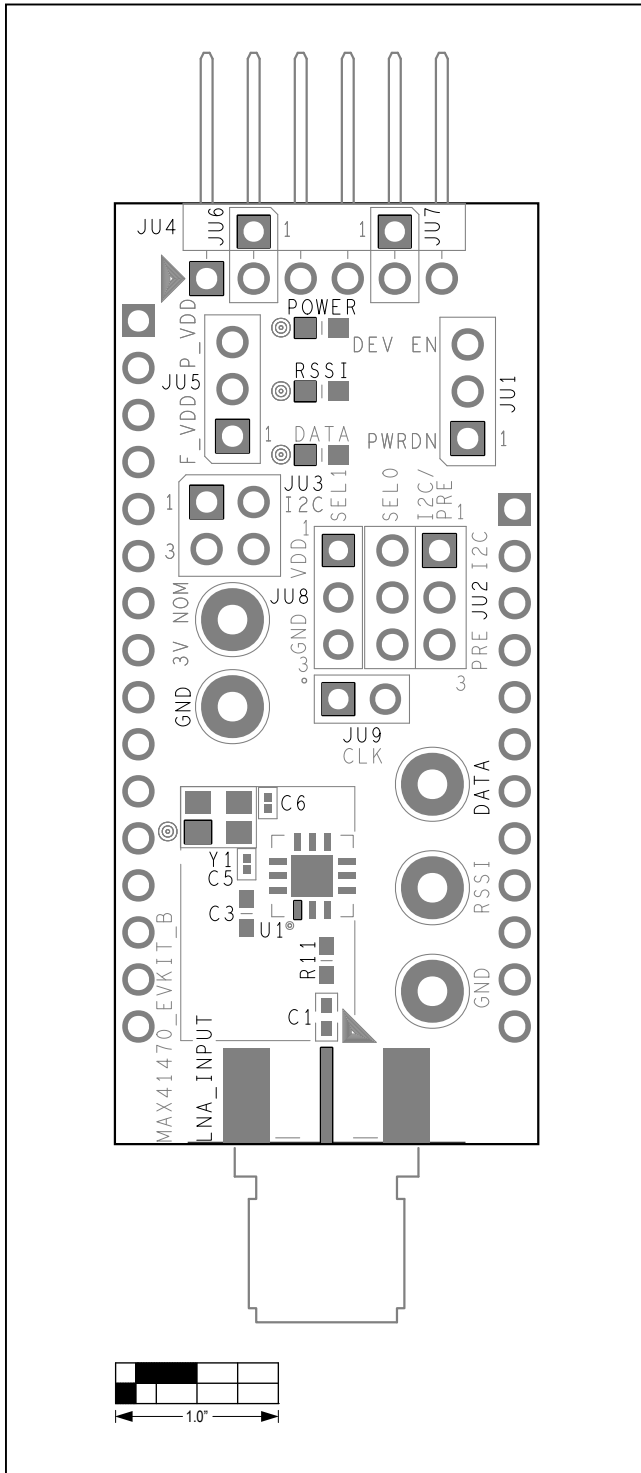 JU4
JU6
1
1
JU7
POWER
P_VDD
DEV EN
RSSI
JU5
JU1
F_VDD
1
DATA
PWRDN
1
SEL1
SEL0
I2C/
PRE
JU3
1
I2C
1
1
VDD
I2C
3
3V NOM
JU8
JU2
GND
PRE
3
3
GND
JU9
CLK
DATA
C6
Y1
C5
RSSI
C3
U1
R11
GND
C1
MAX41470_EVKIT_B
LNA_INPUT
1.0"